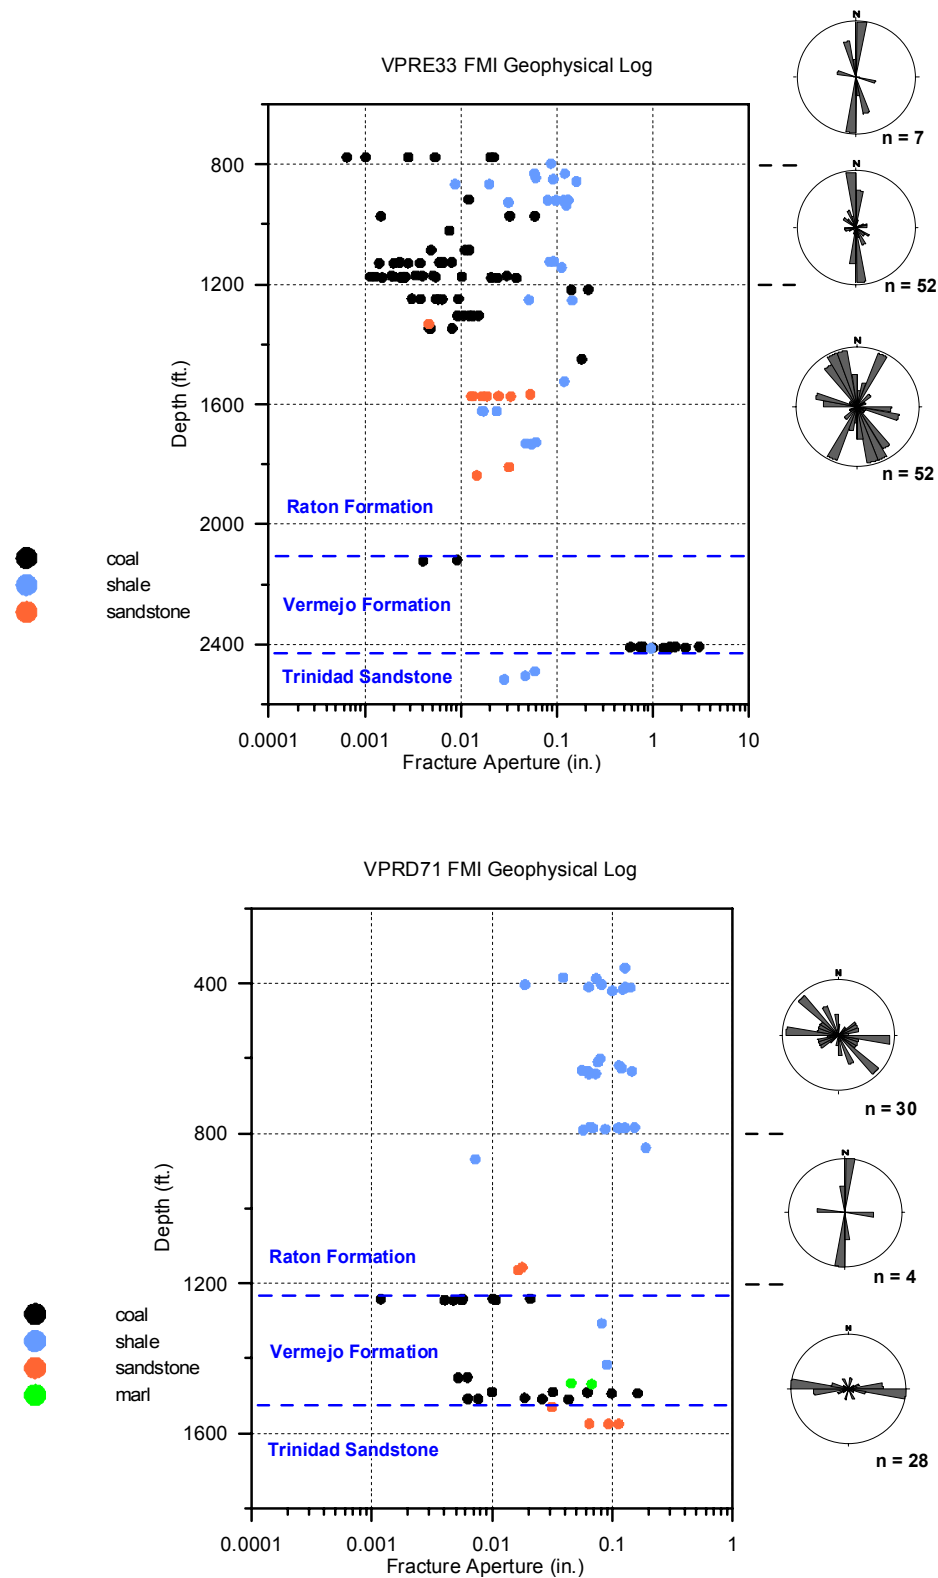 N
VPRE33 FMI Geophysical Log
n = 7
800
N
1200
n = 52
N
Depth (ft.)
1600
n = 52
Raton Formation
2000
coal
shale
Vermejo Formation
sandstone
2400
Trinidad Sandstone
0.0001 0.001 0.01 0.1 1 10
Fracture Aperture (in.)
VPRD71 FMI Geophysical Log
400
N
n = 30
800
N
Depth (ft.)
Raton Formation
n = 4
1200
coal
shale
Vermejo Formation
N
sandstone
marl
1600
Trinidad Sandstone
n = 28
0.0001 0.001 0.01 0.1 1
Fracture Aperture (in.)